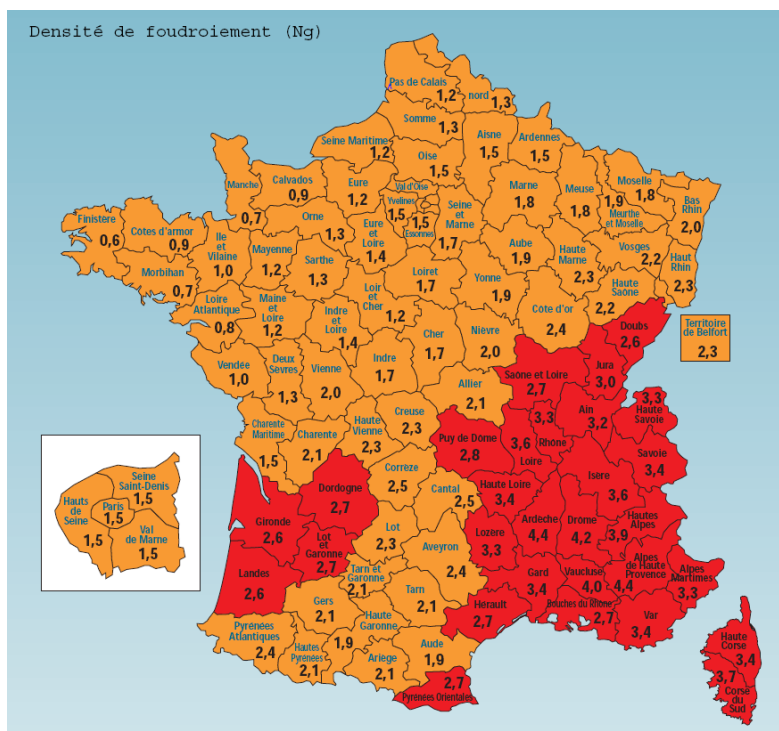 Densité de foudroiement (Ng)
Pas de Calais
1,2
nord
1,3
Somme
1,3
Seine Maritime
1,2
Aisne
1,5
Ardennes
1,5
Oise
1,5
Manche
0,7
Calvados
0,9
Eure
1,2
Val d'Oise
Yvelines
1,5
1,5
Essonnes
Seine
et
Marne
1,7
Marne
1,8
Meuse
1,8
Moselle
1,8
1,9
Meurthe
et Moselle
Bas
Rhin
2,0
Finistère
0,6
Côtes d'armor
0,9
Ile
et
Vilaine
1,0
Orne
1,3
Eure et
Loire
1,4
Mayenne
1,2
Sarthe
1,3
Aube
1,9
Haute
Marne
2,3
Vosges
2,2
Haut
Rhin
2,3
Morbihan
0,7
Loiret
1,7
Yonne
1,9
Haute
Saône
2,2
Loir
et
Cher
1,2
Loire
Atlantique
0,8
Maine et
Loire
1,2
Indre
et
Loire
1,4
Côte d'or
2,4
Doubs
2,6
Territoire
de Belfort
2,3
Cher
1,7
Nièvre
2,0
Vendée
1,0
Deux
Sèvres
1,3
Vienne
2,0
Indre
1,7
Saône et Loire
2,7
Jura
3,0
Allier
2,1
Ain
3,2
3,3
Haute
Savoie
Charente
Maritime
1,5
Charente
2,1
Haute
Vienne
2,3
Creuse
2,3
Puy de Dôme
2,8
3,3
Rhône
3,6
Loire
Savoie
3,4
Corrèze
2,5
Cantal
2,5
Haute Loire
3,4
Isère
3,6
Seine
Saint-Denis
1,5
Hauts
de
Seine
1,5
Paris
1,5
Val
de Marne
1,5
Dordogne
2,7
Gironde
2,6
Lot
et
Garonne
2,7
Lot
2,3
Aveyron
2,4
Lozère
3,3
Ardèche
4,4
Drôme
4,2
Hautes
Alpes
3,9
Landes
2,6
Tarn et
Garonne
2,1
Tarn
2,1
Gard
3,4
Vaucluse
4,0
Alpes
de Haute
Provence
4,4
Alpes
Martimes
3,3
Gers
2,1
Haute
Garonne
1,9
Hérault
2,7
Bouches du Rhône
2,7
Var
3,4
Pyrénées
Atlantiques
2,4
Hautes
Pyrénées
2,1
Ariège
2,1
Aude
1,9
2,7
Pyrénées Orientales
Haute
Corse
3,4
3,7
Corse
du
Sud